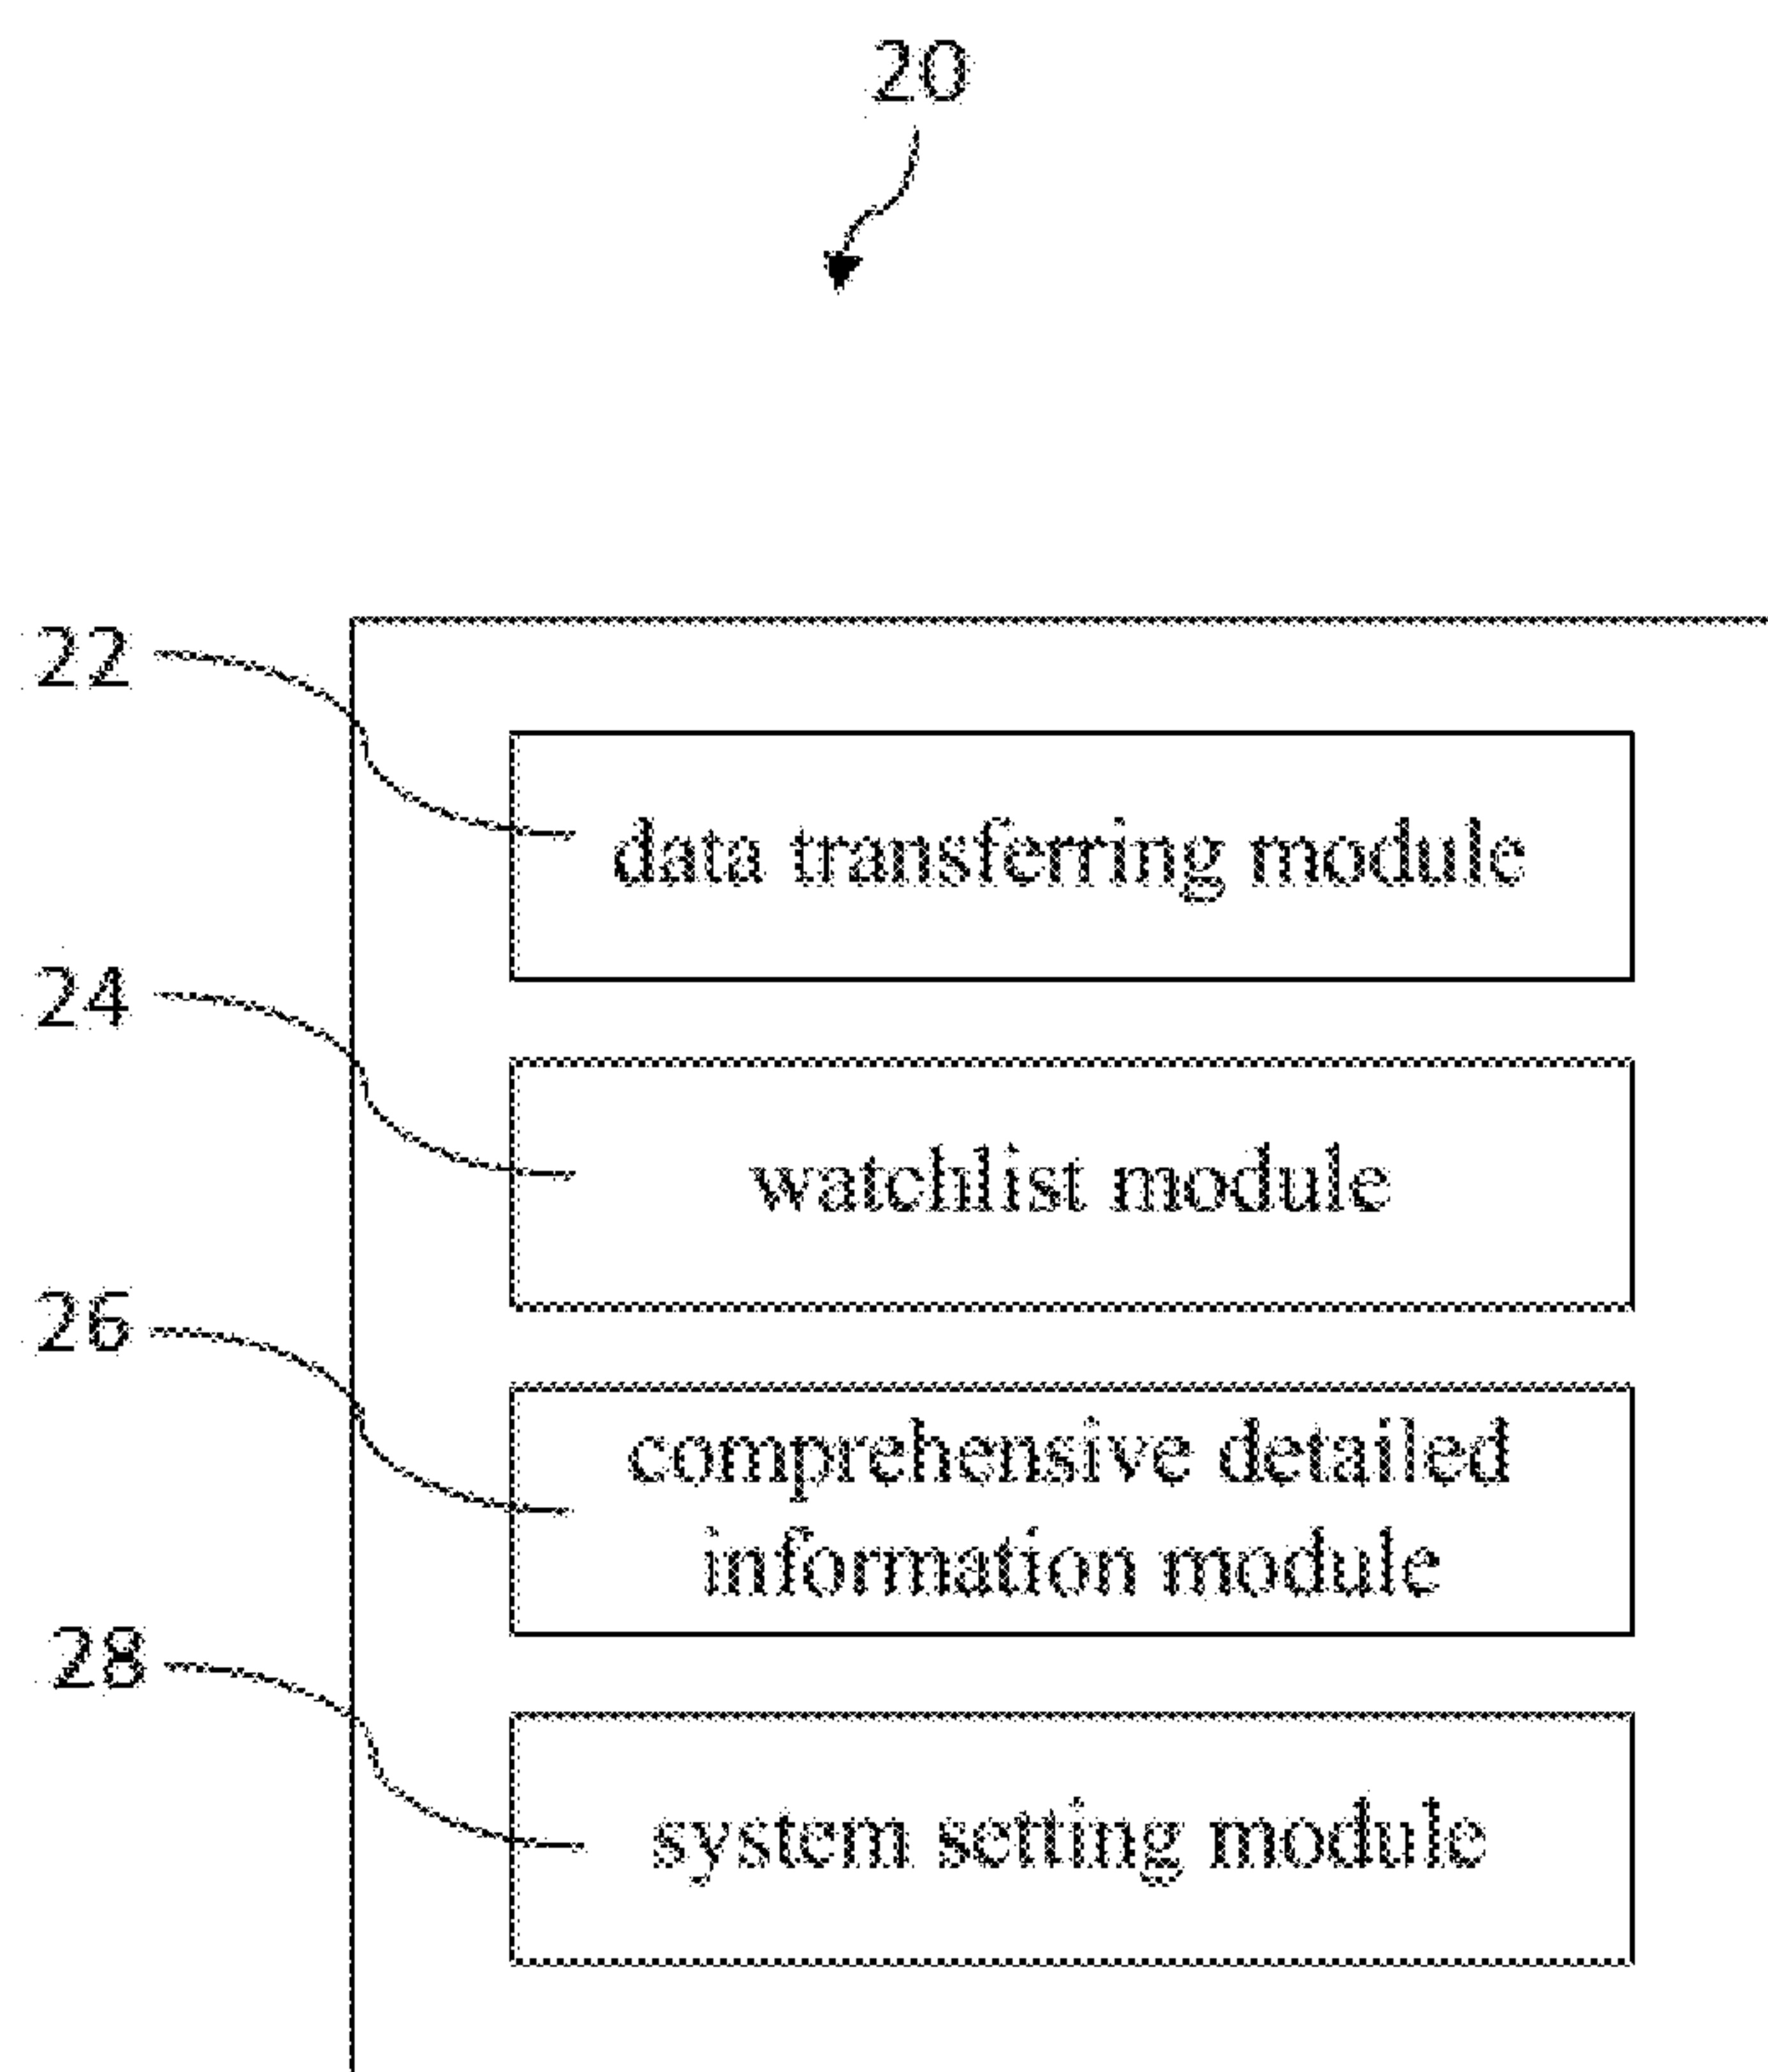 20
22
data transferring module
24
watchlist module
26
comprehensive detailed
information module
28
system setting module